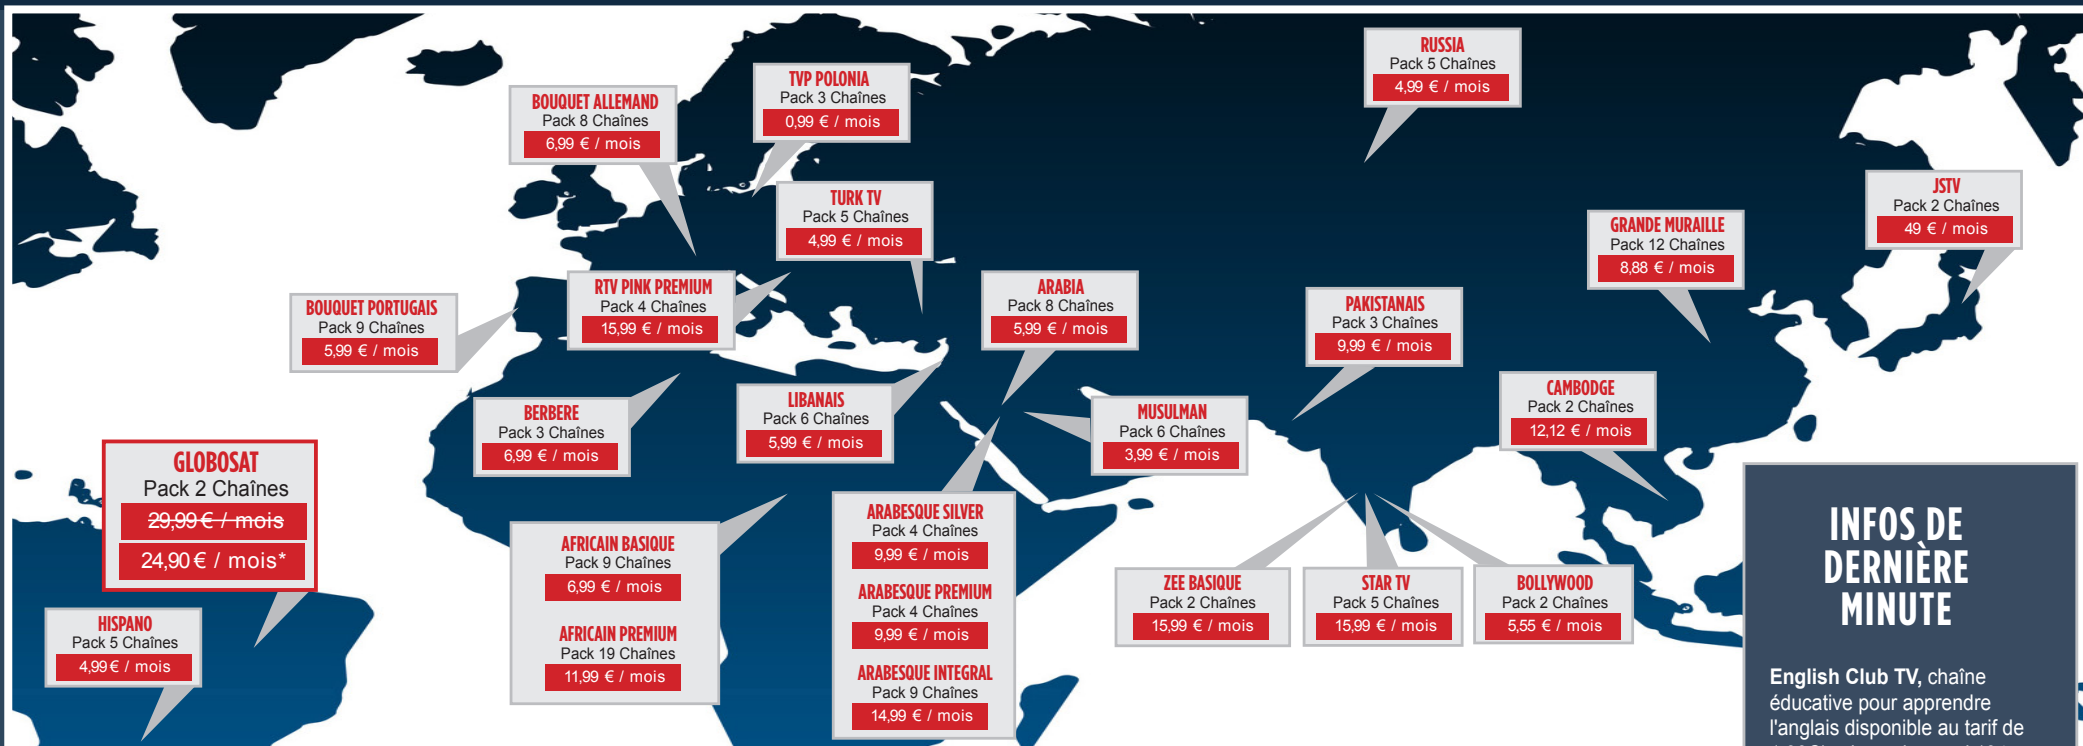 RUSSIA
Pack 5 Chaînes
4,99 € / mois
TVP POLONIA
Pack 3 Chaînes
0,99 € / mois
BOUQUET ALLEMAND
Pack 8 Chaînes
6,99 € / mois
TURK TV
Pack 5 Chaînes
4,99 € / mois
JSTV
Pack 2 Chaînes
49 € / mois
GRANDE MURAILLE
Pack 12 Chaînes
8,88 € / mois
RTV PINK PREMIUM
Pack 4 Chaînes
15,99 € / mois
ARABIA
Pack 8 Chaînes
5,99 € / mois
BOUQUET PORTUGAIS
Pack 9 Chaînes
5,99 € / mois
PAKISTANAIS
Pack 3 Chaînes
9,99 € / mois
CAMBODGE
Pack 2 Chaînes
12,12 € / mois
LIBANAIS
Pack 6 Chaînes
5,99 € / mois
BERBERE
Pack 3 Chaînes
6,99 € / mois
MUSULMAN
Pack 6 Chaînes
3,99 € / mois
GLOBOSAT
Pack 2 Chaînes
29,99 € / mois
24,90 € / mois*
HISPANO
Pack 5 Chaînes
4,99 € / mois
AFRICAIN BASIQUE
Pack 9 Chaînes
6,99 € / mois
AFRICAIN PREMIUM
Pack 19 Chaînes
11,99 € / mois
ARABESQUE SILVER
Pack 4 Chaînes
9,99 € / mois
ARABESQUE PREMIUM
Pack 4 Chaînes
9,99 € / mois
ARABESQUE INTEGRAL
Pack 9 Chaînes
14,99 € / mois
ZEE BASIQUE
Pack 2 Chaînes
15,99 € / mois
STAR TV
Pack 5 Chaînes
15,99 € / mois
BOLLYWOOD
Pack 2 Chaînes
5,55 € / mois
INFOS DE
DERNIÈRE
MINUTE
English Club TV, chaîne
éducative pour apprendre
l'anglais disponible au tarif de